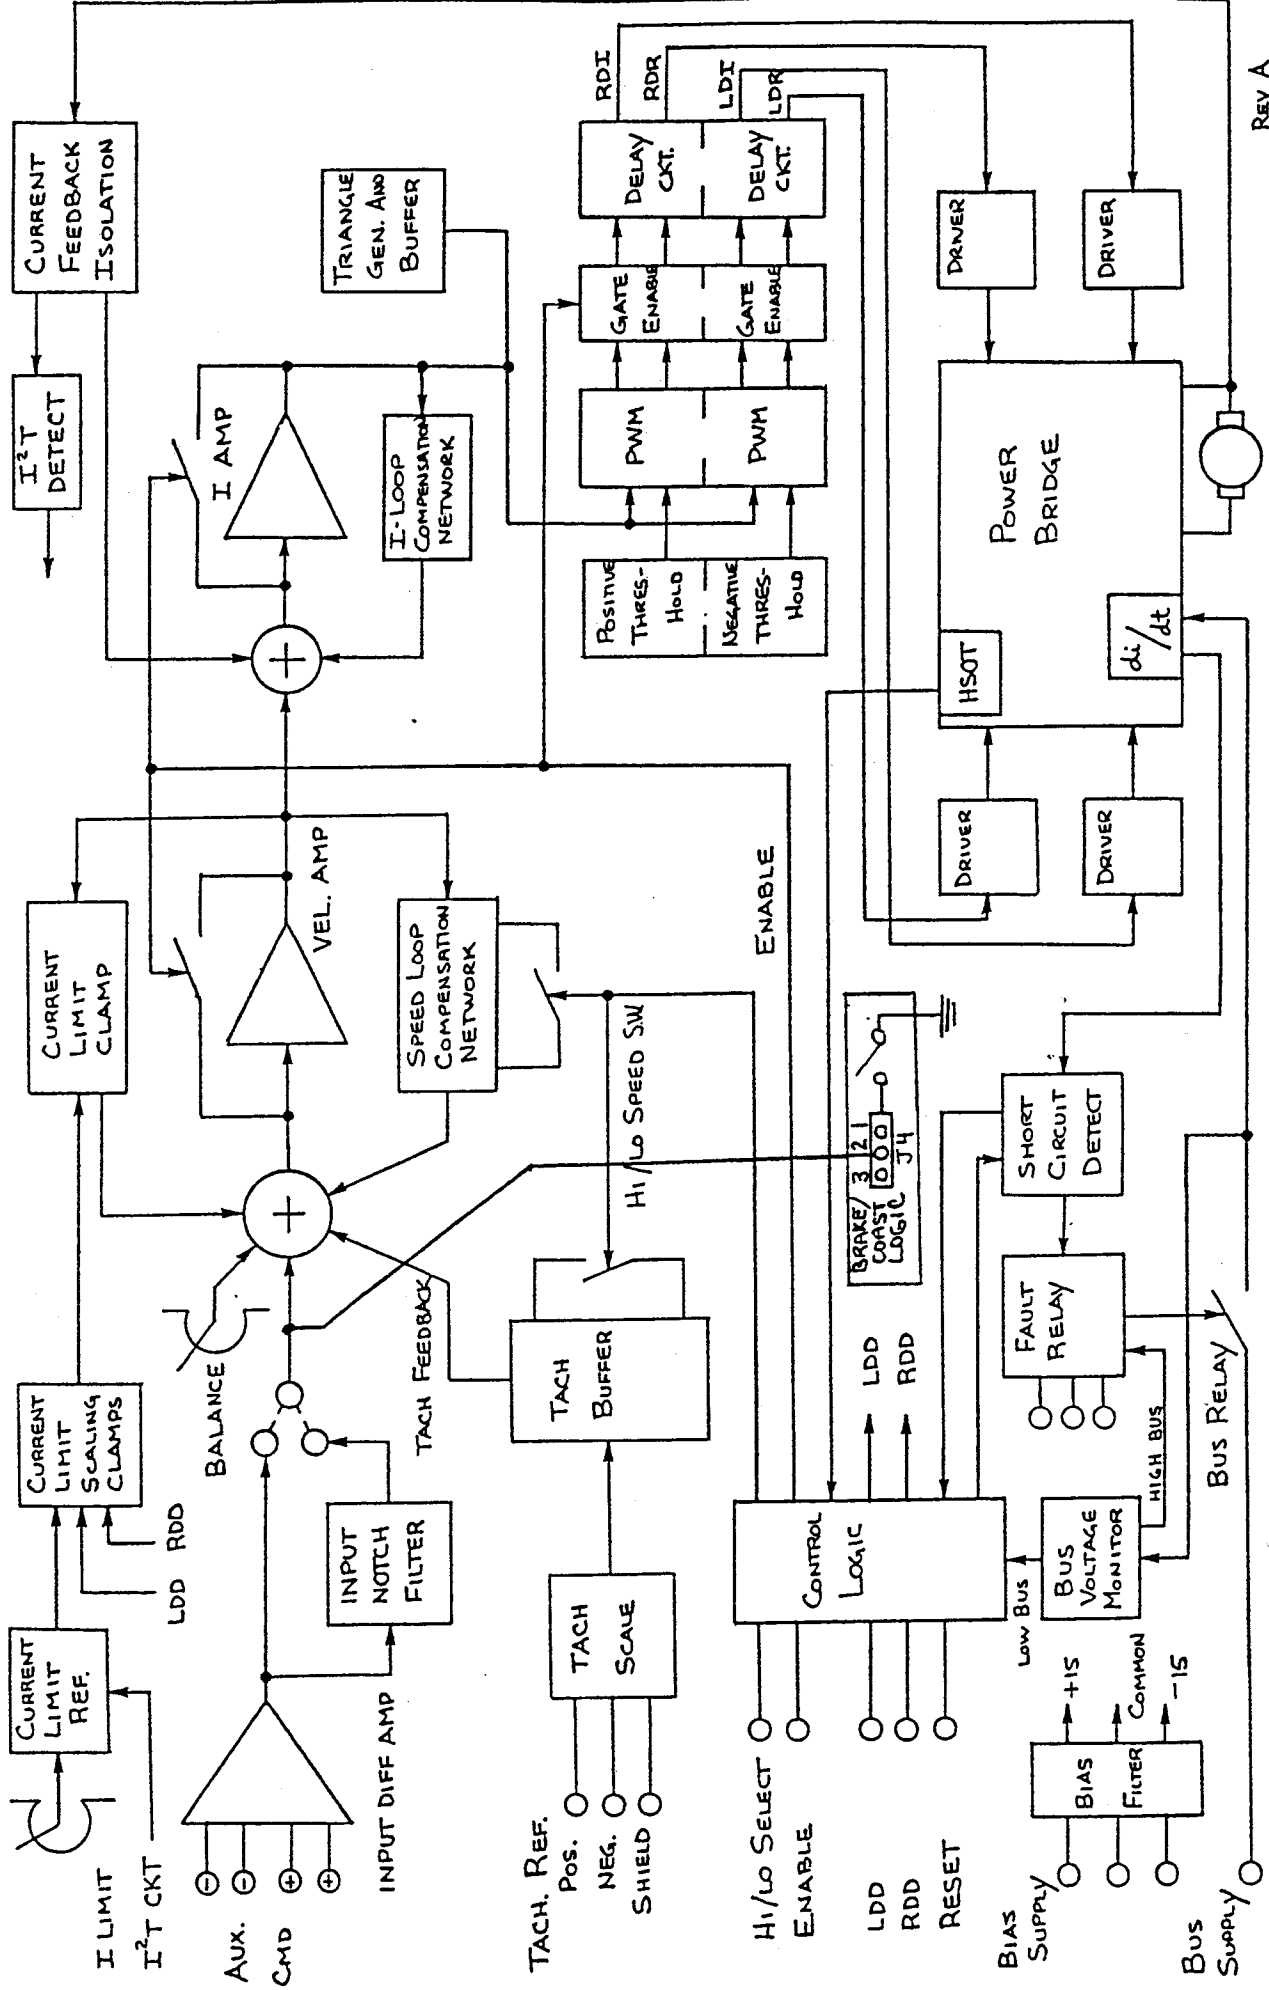 I LIMIT
I²T CKT
CURRENT
LIMIT
REF.
LDD
RDD
CURRENT
LIMIT
SCALING
CLAMPS
CURRENT
LIMIT
CLAMP
I²T
DETECT
CURRENT
FEEDBACK
ISOLATION
AUX.
CMD
INPUT DIFF AMP
INPUT
NOTCH
FILTER
BALANCE
+
VEL. AMP
SPEED LOOP
COMPENSATION
NETWORK
+
I AMP
I-LOOP
COMPENSATION
NETWORK
TRIANGLE
GEN. AND
BUFFER
TACH. REF.
POS.
NEG.
SHIELD
TACH
SCALE
TACH
BUFFER
TACH FEEDBACK
HI/LO SPEED SW.
ENABLE
POSITIVE
THRES-
HOLD
NEGATIVE
THRES-
HOLD
PWM
PWM
GATE
ENABLE
GATE
ENABLE
DELAY
CKT.
DELAY
CKT.
RDI
RDR
LDI
LDR
HI/LO SELECT
ENABLE
LDD
RDD
RESET
CONTROL
LOGIC
LDD
RDD
BRAKE/
COAST
LOGIC
3 2 1
J4
DRIVER
DRIVER
HSOT
di/dt
POWER
BRIDGE
DRIVER
DRIVER
BIAS
SUPPLY
BIAS
FILTER
+15
COMMON
-15
LOW BUS
BUS
VOLTAGE
MONITOR
HIGH BUS
FAULT
RELAY
SHORT
CIRCUIT
DETECT
BUS
SUPPLY
BUS RELAY
REV A